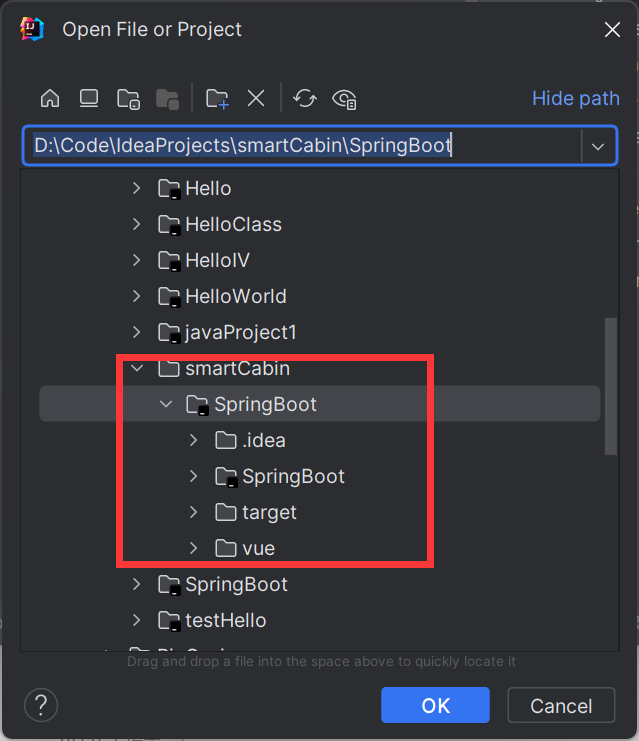 Open File or Project
Hide path
D:\Code\IdeaProjects\smartCabin\SpringBoot
Hello
HelloClass
HelloIV
HelloWorld
javaProject1
smartCabin
SpringBoot
.idea
SpringBoot
target
vue
SpringBoot
testHello
Drag and drop a file into the space above to quickly locate it
?
OK
Cancel